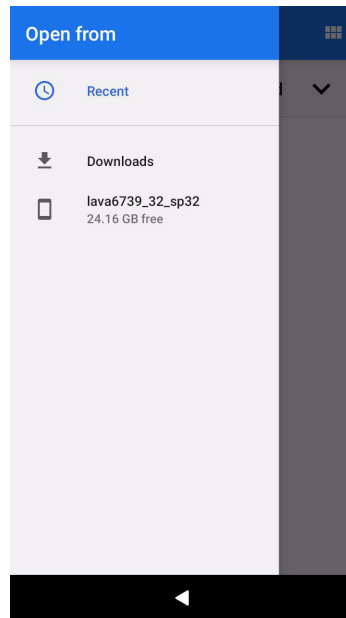 Open from
Recent
Downloads
lava6739_32_sp32
24.16 GB free